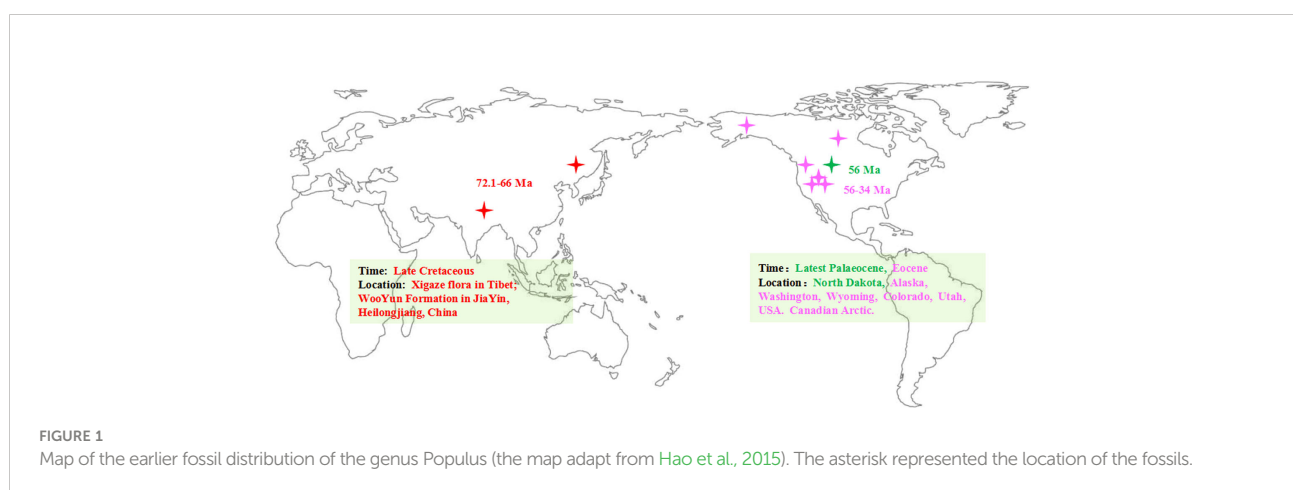 72.1-66 Ma
56 Ma
56-34 Ma
Time: Late Cretaceous
Location: Xigaze flora in Tibet;
WooYun Formation in JiaYin,
Heilongjiang, China
Time: Latest Palaeocene, Eocene
Location: North Dakota, Alaska,
Washington, Wyoming, Colorado, Utah,
USA. Canadian Arctic.
FIGURE 1
Map of the earlier fossil distribution of the genus Populus (the map adapt from Hao et al., 2015). The asterisk represented the location of the fossils.